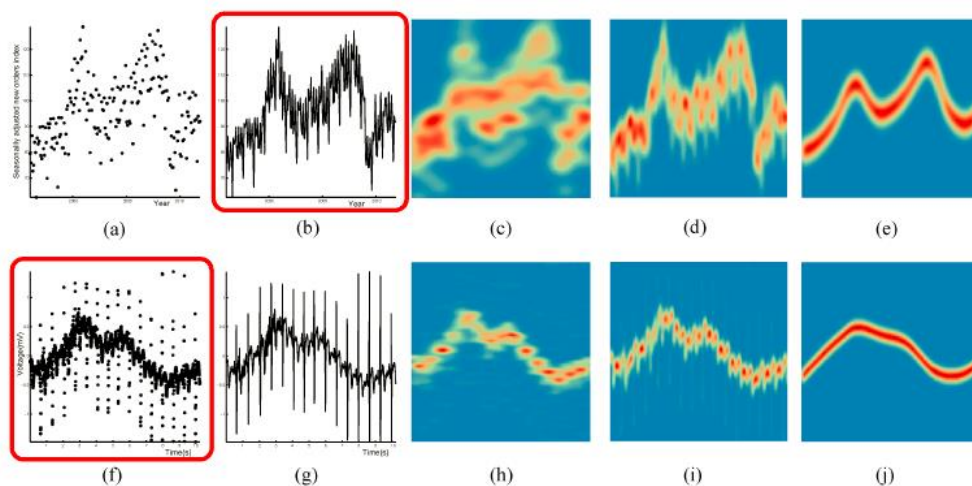 Seasonally adjusted new orders index
Year
Year
(a)
(b)
(c)
(d)
(e)
Voltage(mV)
Time(s)
Time(s)
(f)
(g)
(h)
(i)
(j)